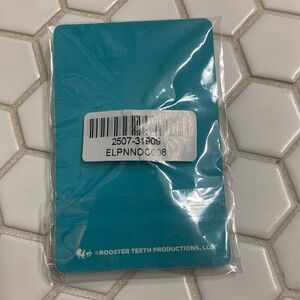 2507-31909
ELPNNOC008
®ROOSTER TEETH PRODUCTIONS, LLC